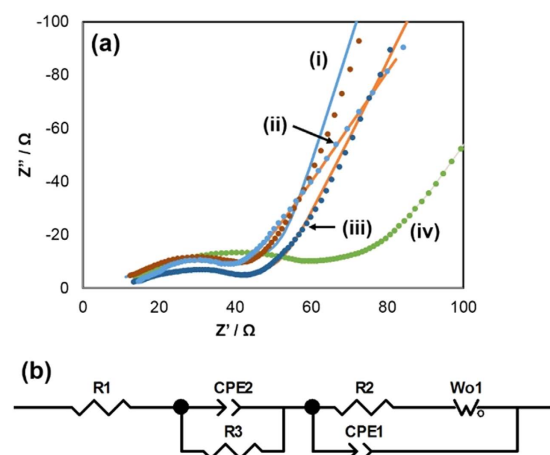 (a)
-100
-80
-60
-40
-20
0
Z" / Ω
(i)
(ii)
(iii)
(iv)
0 20 40 60 80 100
Z' / Ω
(b)
R1 CPE2 R2 Wo1
R3 CPE1